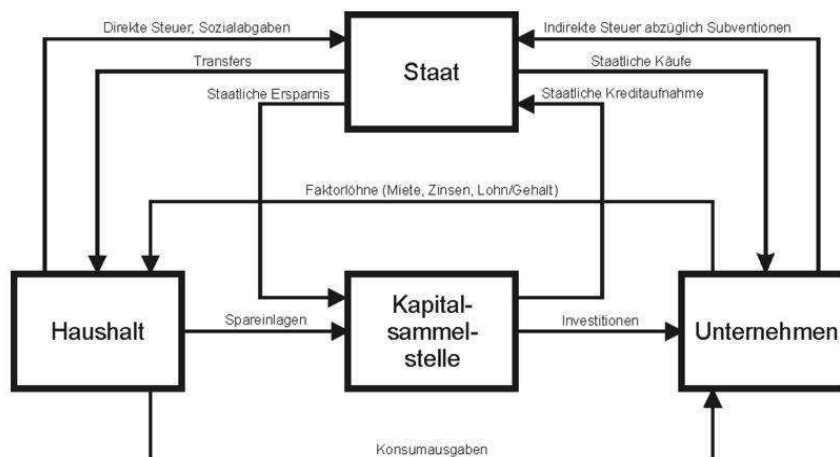 Direkte Steuer, Sozialabgaben
Indirekte Steuer abzüglich Subventionen
Transfers
Staat
Staatliche Käufe
Staatliche Ersparnis
Staatliche Kreditaufnahme
Faktorlöhne (Miete, Zinsen, Lohn/Gehalt)
Haushalt
Spareinlagen
Kapital-
sammel-
stelle
Investitionen
Unternehmen
Konsumausgaben